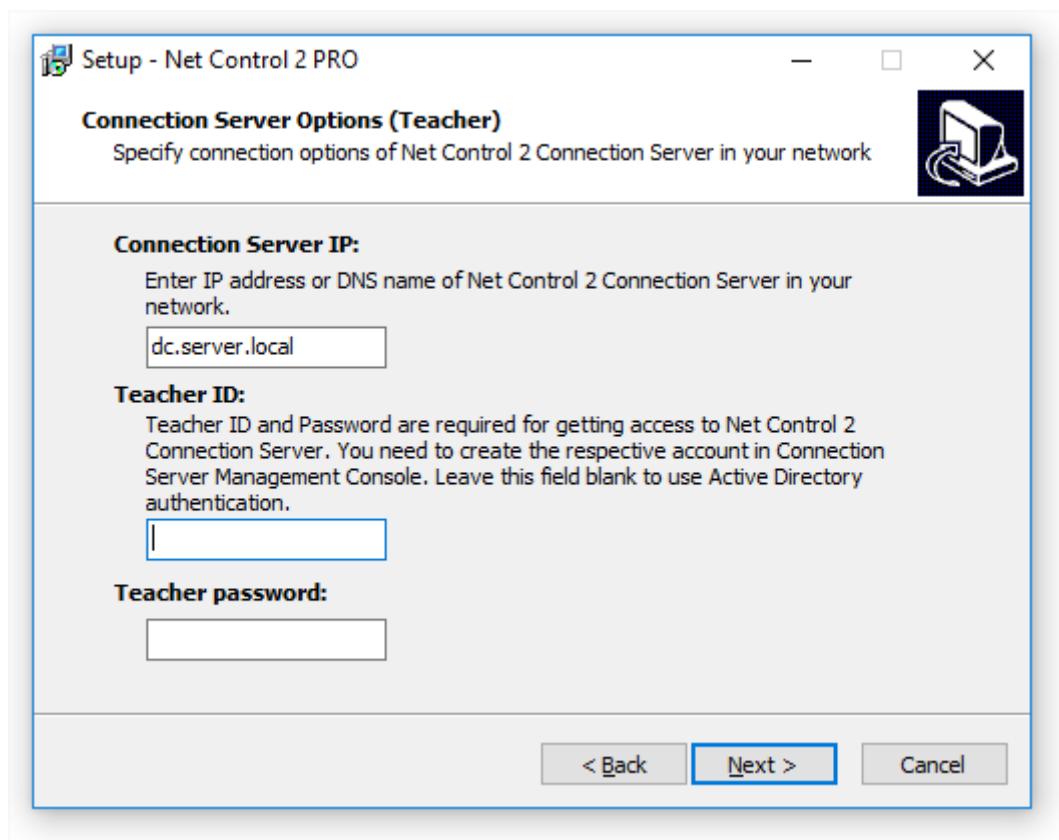 Setup - Net Control 2 PRO
Connection Server Options (Teacher)
Specify connection options of Net Control 2 Connection Server in your network
Connection Server IP:
Enter IP address or DNS name of Net Control 2 Connection Server in your
network.
dc.server.local
Teacher ID:
Teacher ID and Password are required for getting access to Net Control 2
Connection Server. You need to create the respective account in Connection
Server Management Console. Leave this field blank to use Active Directory
authentication.
Teacher password:
< Back
Next >
Cancel